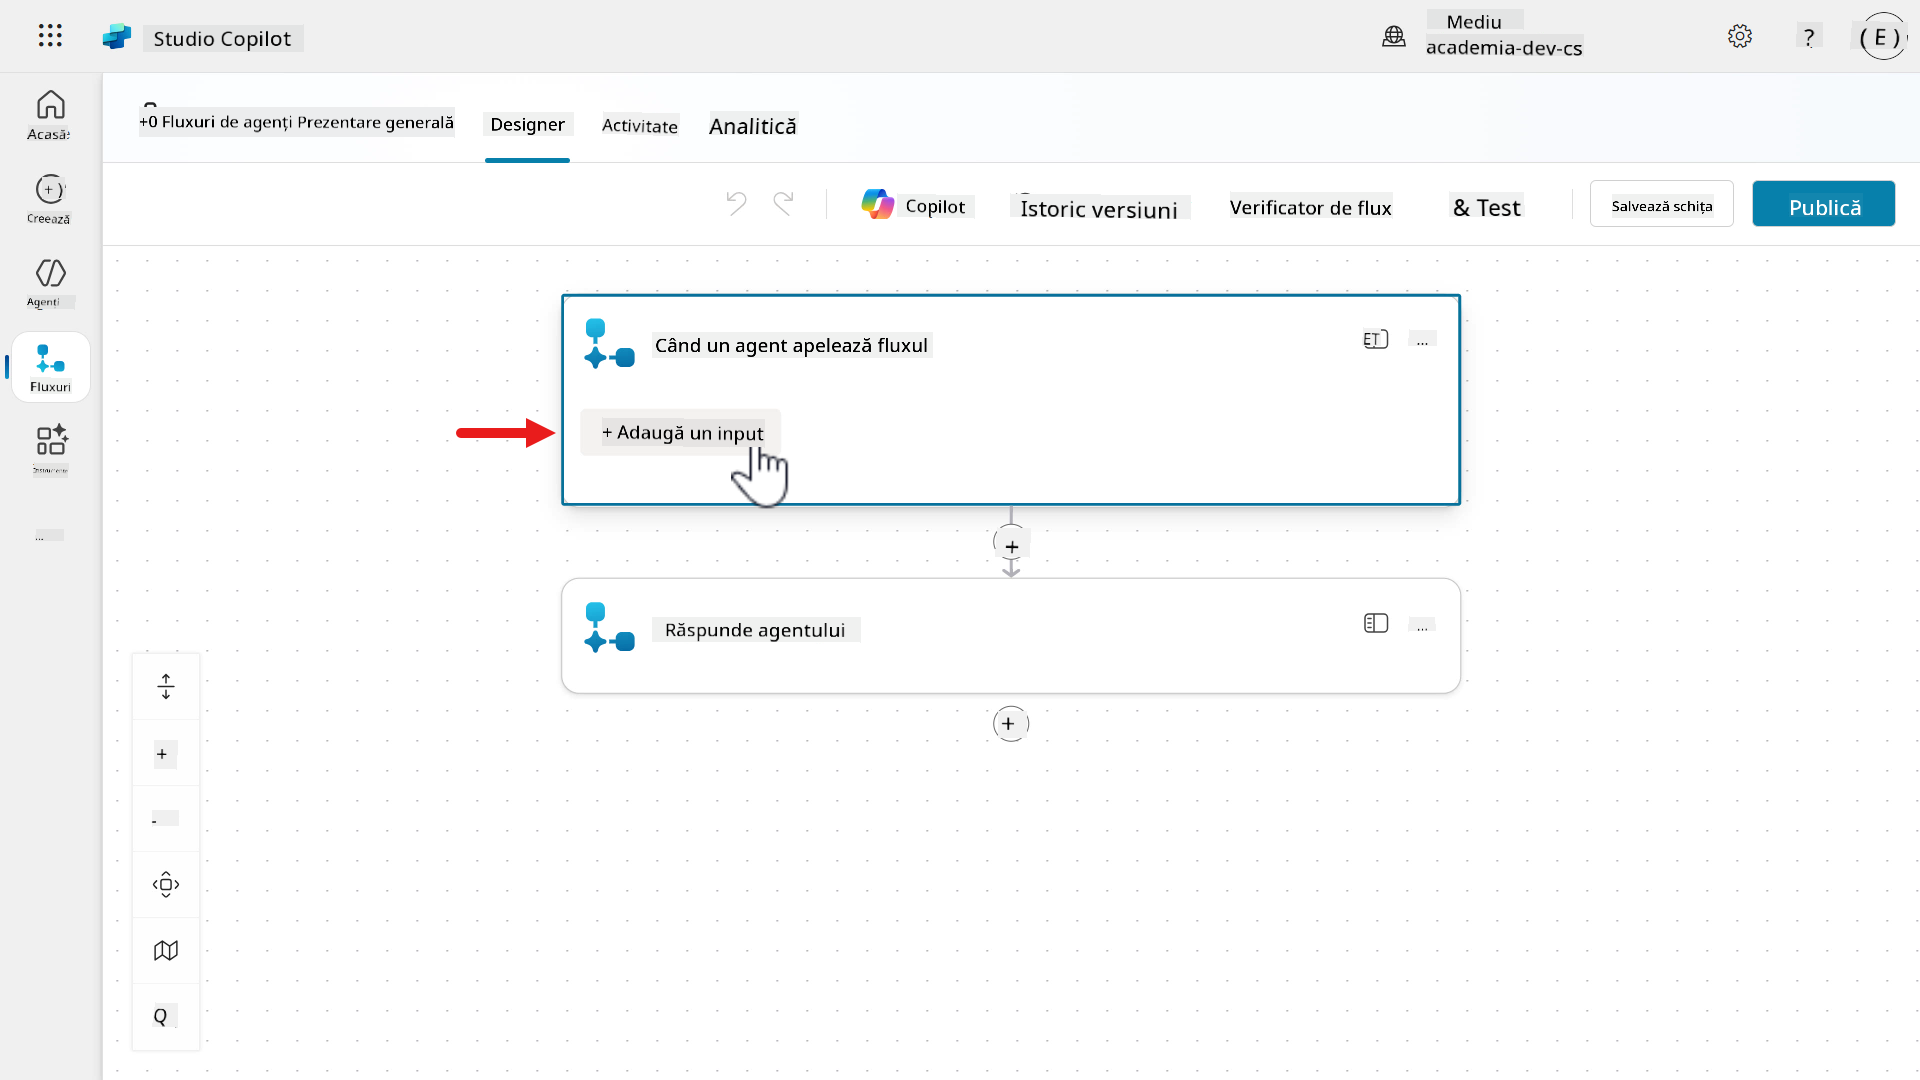 Studio Copilot
Mediu
academia-dev-cs
?
( E )
Acasă
Creează
Agenți
Fluxuri
...
+0 Fluxuri de agenți Prezentare generală
Designer
Activitate
Analitică
Copilot
Istoric versiuni
Verificator de flux
& Test
Salvează schița
Publică
Când un agent apelează fluxul
...
+ Adaugă un input
+
Răspunde agentului
...
+
+
-
Q